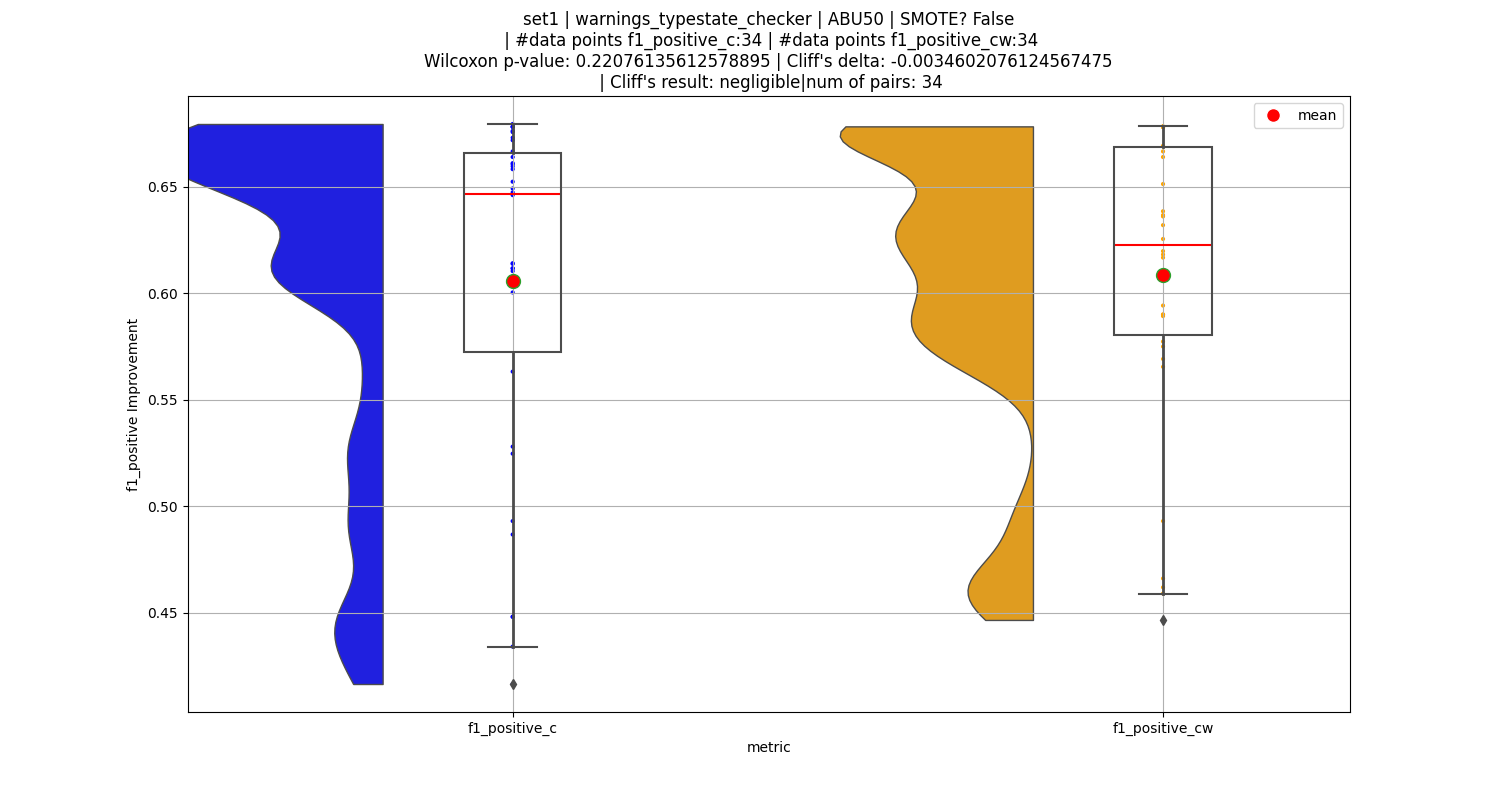 set1 | warnings_typestate_checker | ABU50 | SMOTE? False
| #data points f1_positive_c:34 | #data points f1_positive_cw:34
Wilcoxon p-value: 0.22076135612578895 | Cliff's delta: -0.0034602076124567475
| Cliff's result: negligible|num of pairs: 34
mean
f1_positive Improvement
0.65
0.60
0.55
0.50
0.45
f1_positive_c
f1_positive_cw
metric